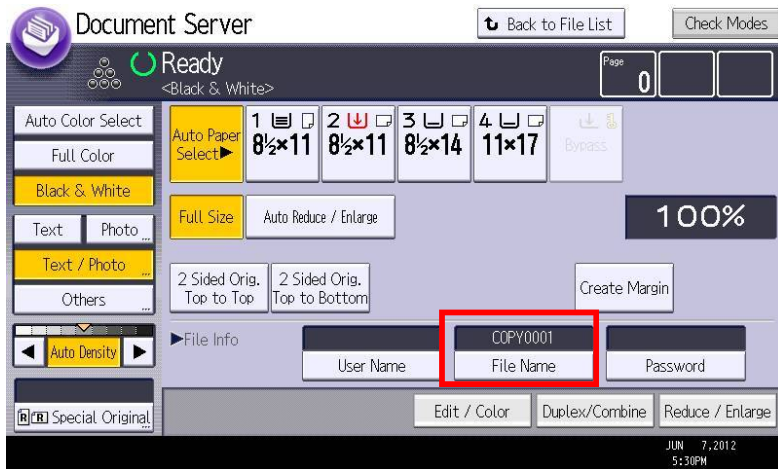 Document Server
Back to File List
Check Modes
Ready
<Black & White>
Page
0
Auto Color Select
Full Color
Black & White
Text
Photo
Text / Photo
Others
Auto Density
Special Original
Auto Paper
Select▶
1
8½×11
2
8½×11
3
8½×14
4
11×17
1
Bypass
Full Size
Auto Reduce / Enlarge
100%
2 Sided Orig.
Top to Top
2 Sided Orig.
Top to Bottom
Create Margin
▶File Info
User Name
COPY0001
File Name
Password
Edit / Color
Duplex/Combine
Reduce / Enlarge
JUN 7,2012
5:30PM